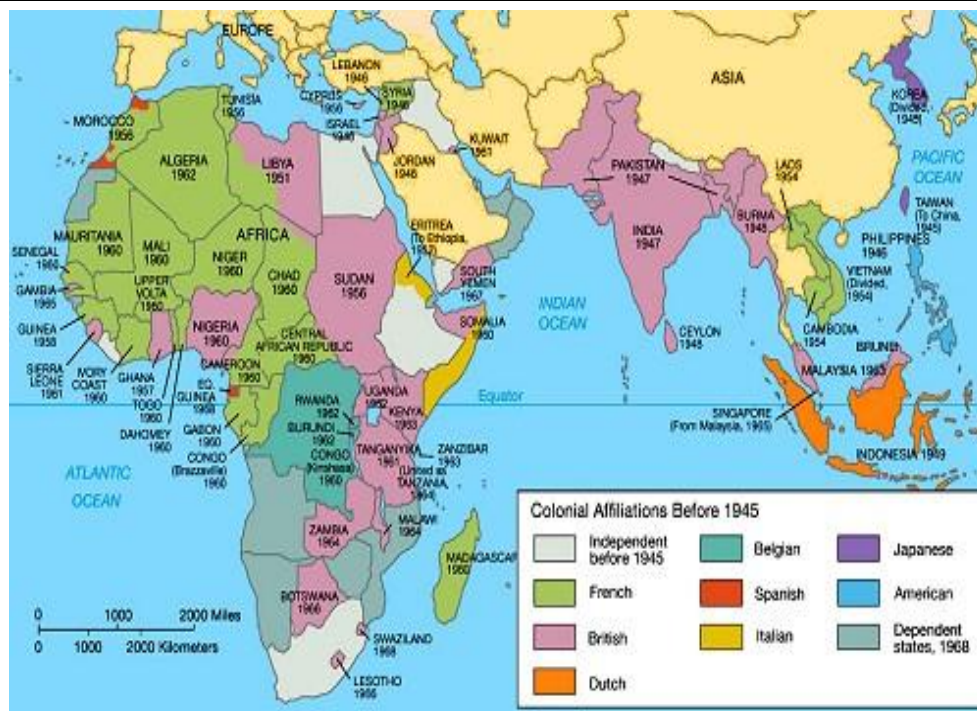 EUROPE
ASIA
LEBANON
1946
CYPRUS
1956
SYRIA
1946
ISRAEL
1946
TUNISIA
1956
MOROCCO
1956
ALGERIA
1962
LIBYA
1951
JORDAN
1946
KUWAIT
1961
PAKISTAN
1947
LAOS
1954
KOREA
(Divided,
1945)
PACIFIC
OCEAN
TAIWAN
(To China,
1945)
MAURITANIA
1960
MALI
1960
NIGER
1960
AFRICA
CHAD
1960
ERITREA
(To Ethiopia,
SUDAN
1956
INDIA
1947
BURMA
1948
PHILIPPINES
1946
SENEGAL
1960
GAMBIA
1965
UPPER
VOLTA
1960
SOUTH
YEMEN
1967
INDIAN
OCEAN
VIETNAM
(Divided,
1954)
GUINEA
1958
NIGERIA
1960
SOMALIA
1960
CEYLON
1948
CAMBODIA
1954
BRUNEI
SIERRA
LEONE
1961
IVORY
COAST
1960
GHANA
1957
TOGO
1960
DAHOMEY
1960
CAMEROON
1960
CENTRAL
AFRICAN REPUBLIC
1960
EQ.
GUINEA
1968
GABON
1960
CONGO
(Brazzaville)
1960
MALAYSIA 1963
UGANDA
1962
RWANDA
1962
KENYA
1963
Equator
SINGAPORE
(From Malaysia, 1965)
BURUNDI
1962
CONGO
(Kinshasa)
1960
TANGANYIKA
1961
(United as
TANZANIA,
1964)
ZANZIBAR
1963
INDONESIA 1949
ATLANTIC
OCEAN
ZAMBIA
1964
MALAWI
1964
MADAGASCAR
1960
BOTSWANA
1966
SWAZILAND
1968
LESOTHO
1966
0 1000 2000 Miles
0 1000 2000 Kilometers
Colonial Affiliations Before 1945
Independent
before 1945
French
British
Dutch
Belgian
Spanish
Italian
Japanese
American
Dependent
states, 1968